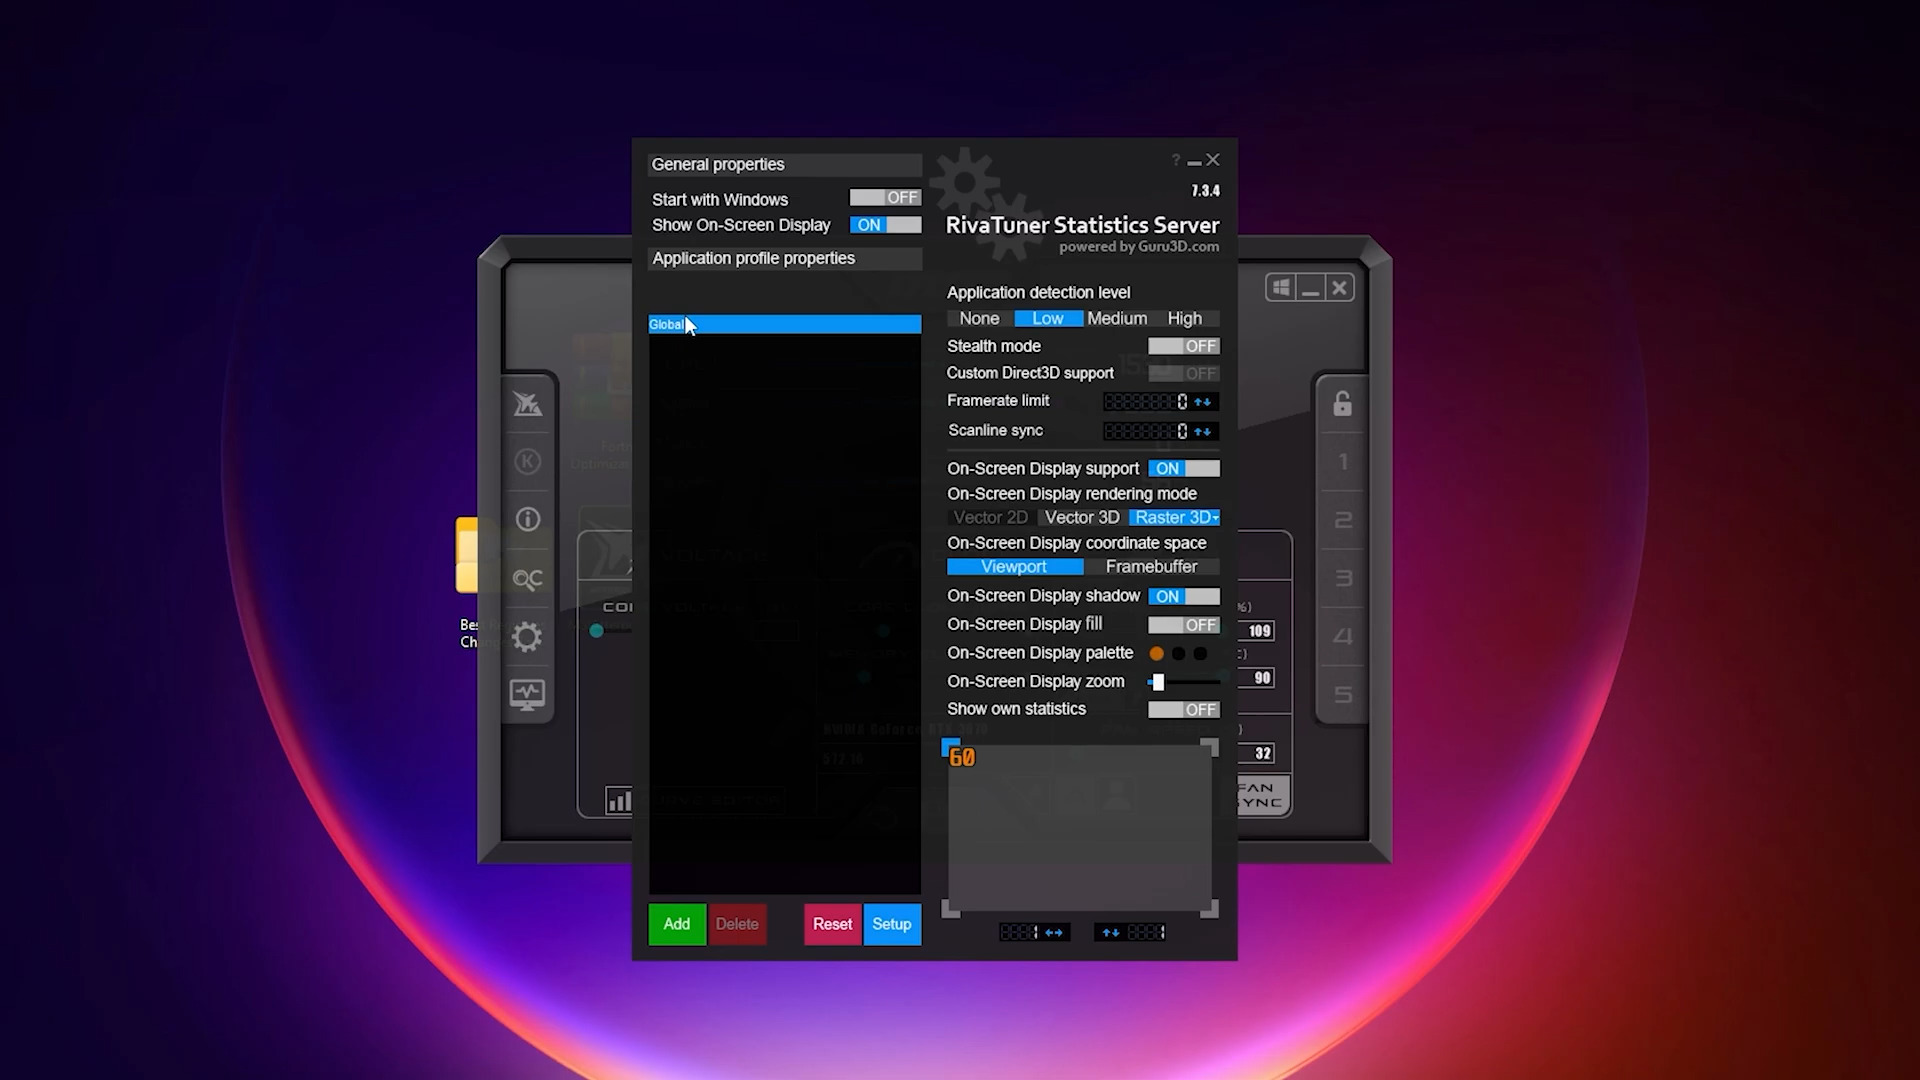 General properties
Start with Windows
OFF
Show On-Screen Display
ON
Application profile properties
Global
Add
Delete
Reset
Setup
?
7.3.4
RivaTuner Statistics Server
powered by Guru3D.com
Application detection level
None
Low
Medium
High
Stealth mode
OFF
Custom Direct3D support
OFF
Framerate limit
0
Scanline sync
0
On-Screen Display support
ON
On-Screen Display rendering mode
Vector 2D
Vector 3D
Raster 3D
On-Screen Display coordinate space
Viewport
Framebuffer
On-Screen Display shadow
ON
On-Screen Display fill
OFF
On-Screen Display palette
On-Screen Display zoom
Show own statistics
OFF
60
1
1
K
OC
1
2
3
4
5
109
90
32
FAN